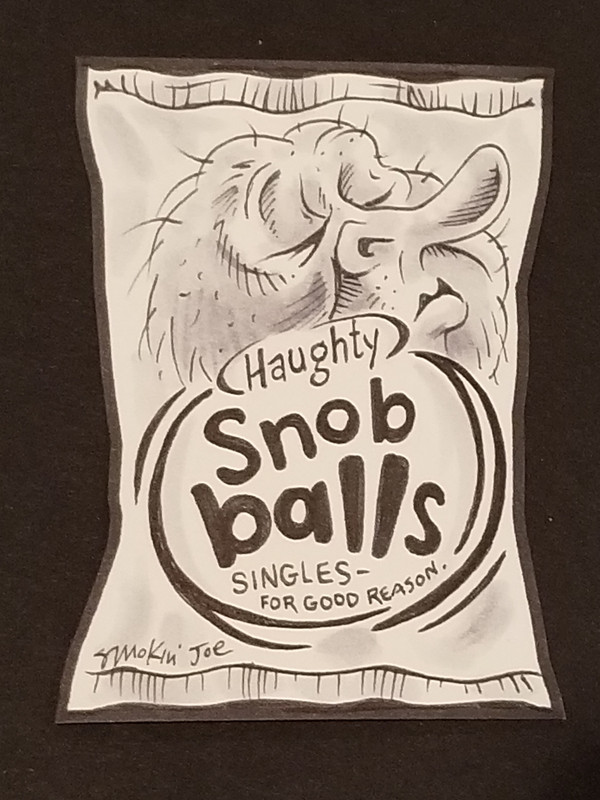 Haughty
Snob
balls
SINGLES-
FOR GOOD REASON.
SMOKIN' JOE